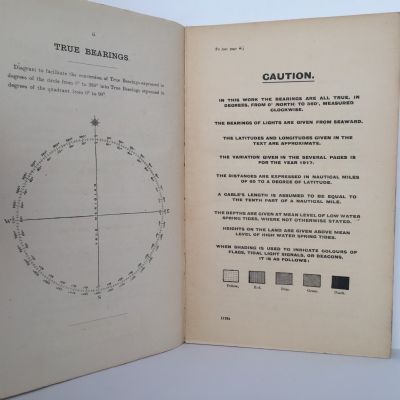 6
TRUE BEARINGS.
Diagram to facilitate the conversion of True Bearings expressed in
degrees of the circle from 0° to 360° into True Bearings expressed in
degrees of the quadrant from 0° to 90°.
W
E
CAUTION.
IN THIS WORK THE BEARINGS ARE ALL TRUE, IN
DEGREES, FROM 0° NORTH TO 360°, MEASURED
CLOCKWISE.
THE BEARINGS OF LIGHTS ARE GIVEN FROM SEAWARD.
THE LATITUDES AND LONGITUDES GIVEN IN THE
TEXT ARE APPROXIMATE.
THE VARIATION GIVEN IN THE SEVERAL PAGES IS
FOR THE YEAR 1917.
THE DISTANCES ARE EXPRESSED IN NAUTICAL MILES
OF 60 TO A DEGREE OF LATITUDE.
A CABLE'S LENGTH IS ASSUMED TO BE EQUAL TO
THE TENTH PART OF A NAUTICAL MILE.
THE DEPTHS ARE GIVEN AT MEAN LEVEL OF LOW WATER
SPRING TIDES, WHERE NOT OTHERWISE STATED.
HEIGHTS ON THE LAND ARE GIVEN ABOVE MEAN
LEVEL OF HIGH WATER SPRING TIDES.
WHEN SHADING IS USED TO INDICATE COLOURS OF
FLAGS, TIDAL LIGHT SIGNALS, OR BEACONS,
IT IS AS FOLLOWS:
Yellow. Red. Blue. Green. Black.